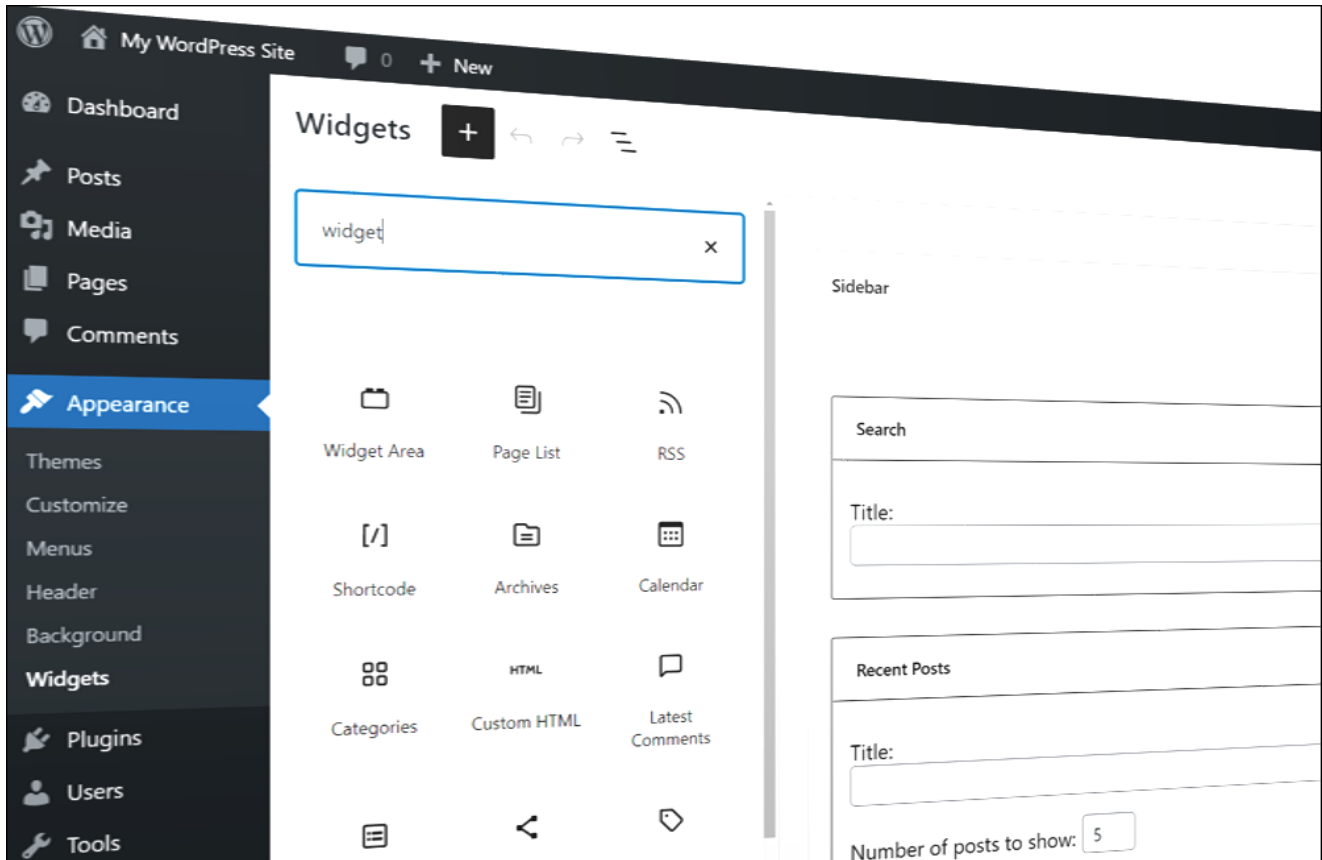 My WordPress Site
0
New
Dashboard
Posts
Media
Pages
Comments
Appearance
Themes
Customize
Menus
Header
Background
Widgets
Plugins
Users
Tools
Widgets
widget
Widget Area
Page List
RSS
[/]
Shortcode
Archives
Calendar
Categories
HTML
Custom HTML
Latest
Comments
Sidebar
Search
Title:
Recent Posts
Title:
Number of posts to show: 5